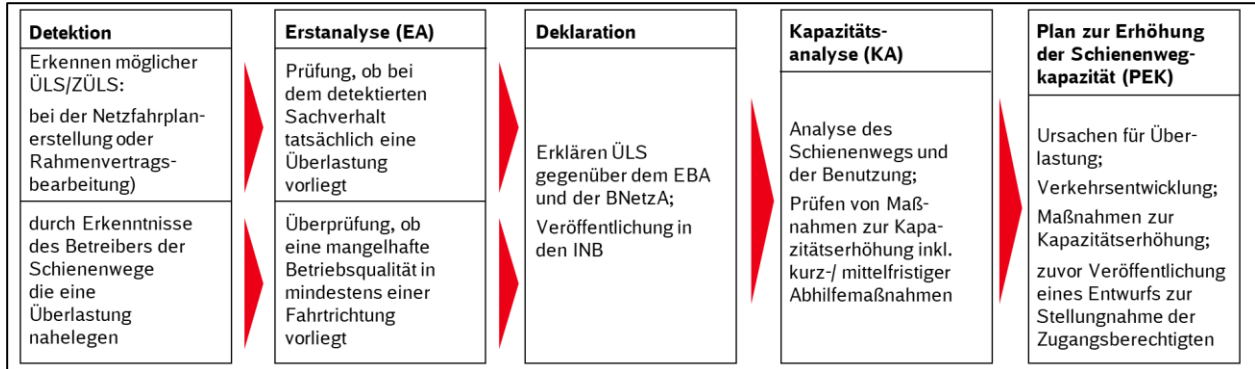 Detektion
Erkennen möglicher
ÜLS/ZÜLS:
bei der Netzfahrplan-
erstellung oder
Rahmenvertrags-
bearbeitung)
durch Erkenntnisse
des Betreibers der
Schienenwege
die eine
Überlastung
nahelegen
Erstanalyse (EA)
Prüfung, ob bei
dem detektierten
Sachverhalt
tatsächlich eine
Überlastung
vorliegt
Überprüfung, ob
eine mangelhafte
Betriebsqualität in
mindestens einer
Fahrtrichtung
vorliegt
Deklaration
Erklären ÜLS
gegenüber dem EBA
und der BNetzA;
Veröffentlichung in
den INB
Kapazitäts-
analyse (KA)
Analyse des
Schienenwegs und
der Benutzung;
Prüfen von Maß-
nahmen zur Kapa-
zitätserhöhung inkl.
kurz-/ mittelfristiger
Abhilfemaßnahmen
Plan zur Erhöhung
der Schienenweg-
kapazität (PEK)
Ursachen für Über-
lastung;
Verkehrsentwicklung;
Maßnahmen zur
Kapazitätserhöhung;
zuvor Veröffentlichung
eines Entwurfs zur
Stellungnahme der
Zugangsberechtigten